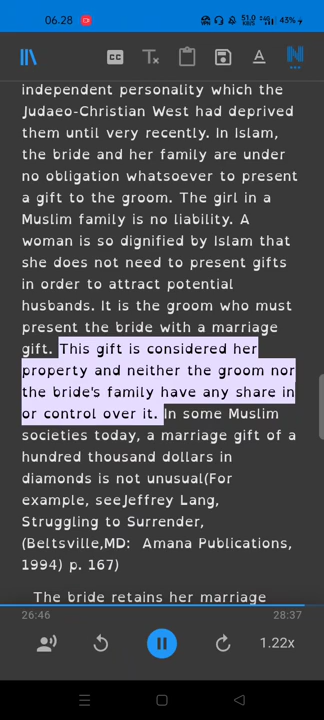 06.28
51.0 KB/S
43%
CC
independent personality which the
Judaeo-Christian West had deprived
them until very recently. In Islam,
the bride and her family are under
no obligation whatsoever to present
a gift to the groom. The girl in a
Muslim family is no liability. A
woman is so dignified by Islam that
she does not need to present gifts
in order to attract potential
husbands. It is the groom who must
present the bride with a marriage
gift. This gift is considered her
property and neither the groom nor
the bride's family have any share in
or control over it. In some Muslim
societies today, a marriage gift of a
hundred thousand dollars in
diamonds is not unusual(For
example, seeJeffrey Lang,
Struggling to Surrender,
(Beltsville,MD: Amana Publications,
1994) p. 167)
The bride retains her marriage
26:46
28:37
1.22x